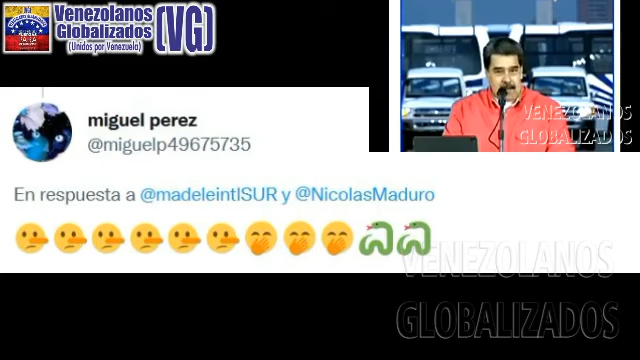 Venezolanos
Globalizados
(Unidos por Venezuela)
(VG)
VENEZOLANOS
GLOBALIZADOS
miguel perez
@miguelp49675735
En respuesta a @madeleintlSUR y @NicolasMaduro
🤥🤥🤥🤥🤥🤥🤭🤭🤭🐍🐍
VENEZOLANOS
GLOBALIZADOS